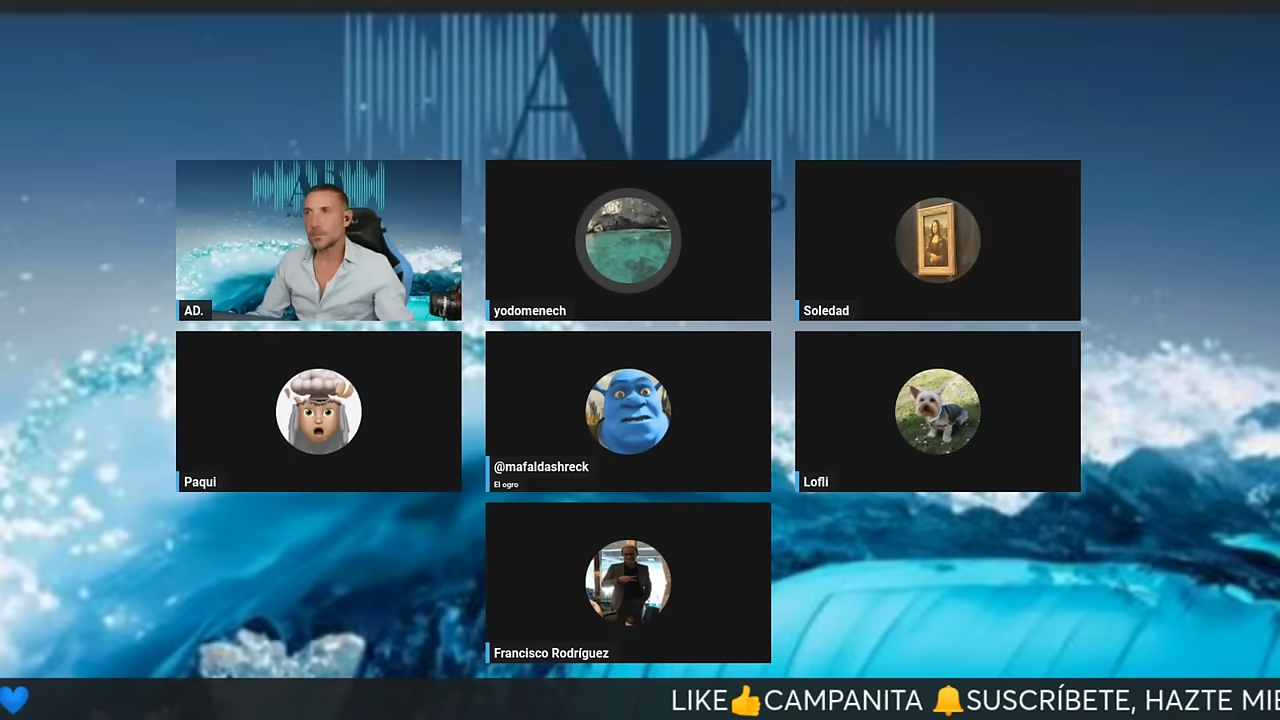 AD
AD.
yodomenech
Soledad
Paqui
@mafaldashreck
El ogro
Lofli
Francisco Rodríguez
LIKE👍CAMPANITA 🔔SUSCRÍBETE, HAZTE MIE